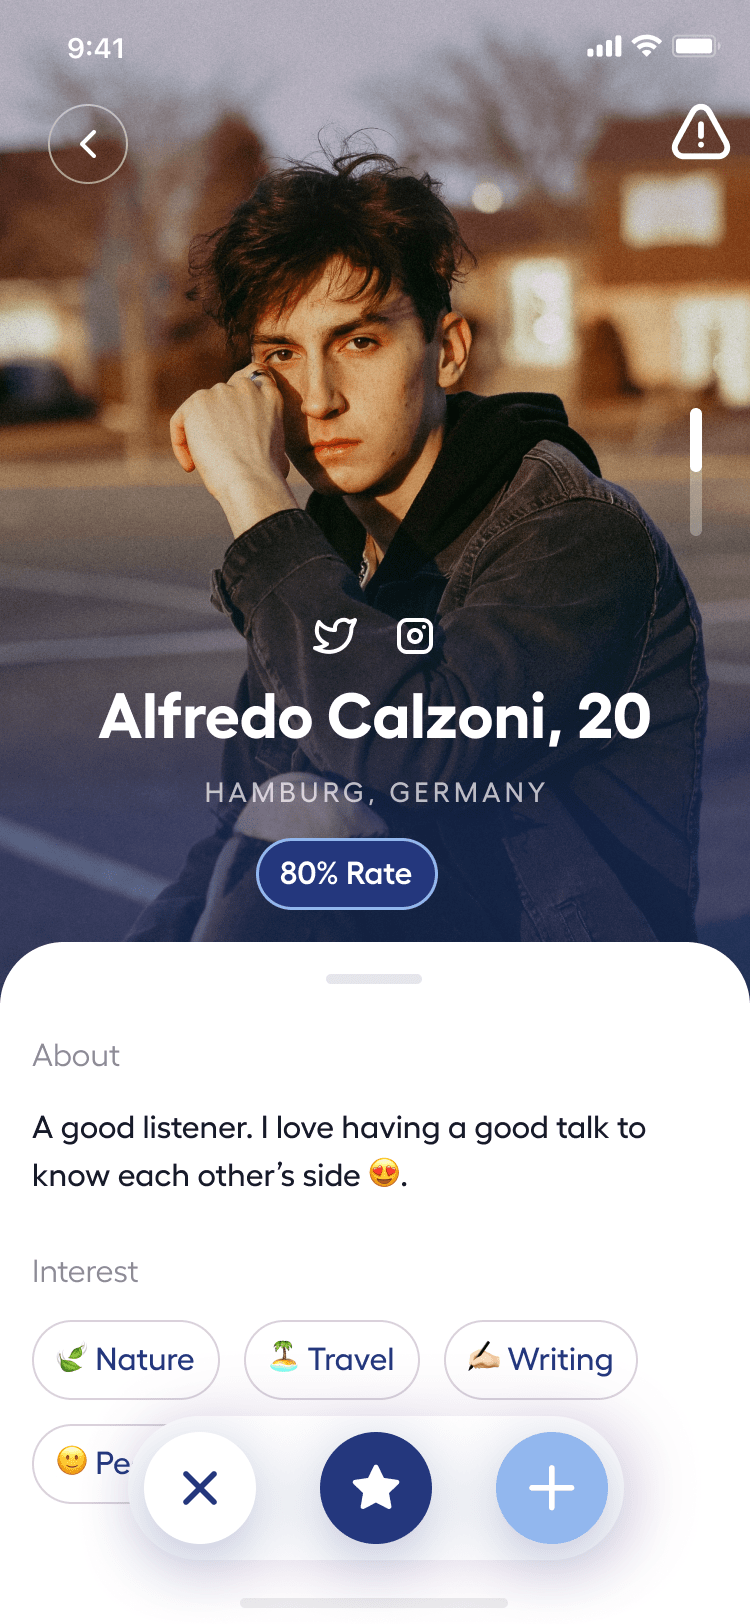 9:41
Alfredo Calzoni, 20
HAMBURG, GERMANY
80% Rate
About
A good listener. I love having a good talk to
know each other’s side 😍.
Interest
🌿 Nature
🏝️ Travel
✍🏻 Writing
🙂 Pe